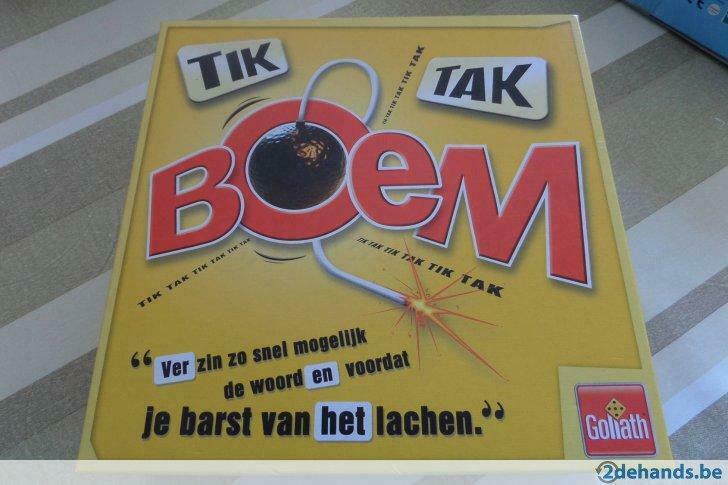 TIK
TAK
BOEM
TIK TAK TIK TAK TIK TAK
TIK TAK TIK TAK TIK TAK
TIK TAK TIK TAK TIK TAK
“Ver zin zo snel mogelijk
de woord en voordat
je barst van het lachen.”
Goliath
2dehands.be